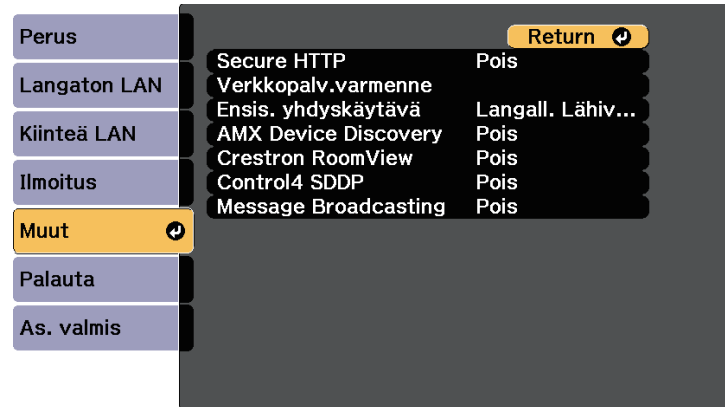 Perus
Langaton LAN
Kiinteä LAN
Ilmoitus
Muut
Palauta
As. valmis
Return
Secure HTTP Pois
Verkkopalv.varmenne
Ensis. yhdyskäytävä Langall. Lähiv...
AMX Device Discovery Pois
Crestron RoomView Pois
Control4 SDDP Pois
Message Broadcasting Pois